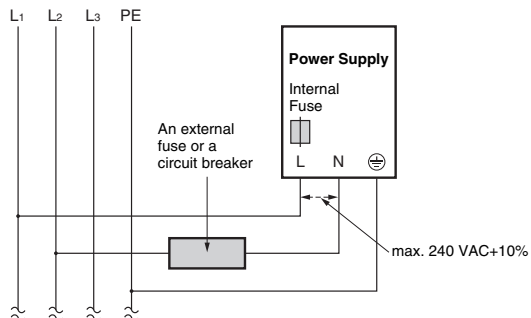 L1 L2 L3 PE
Power Supply
Internal
Fuse
An external
fuse or a
circuit breaker
L N
max. 240 VAC+10%